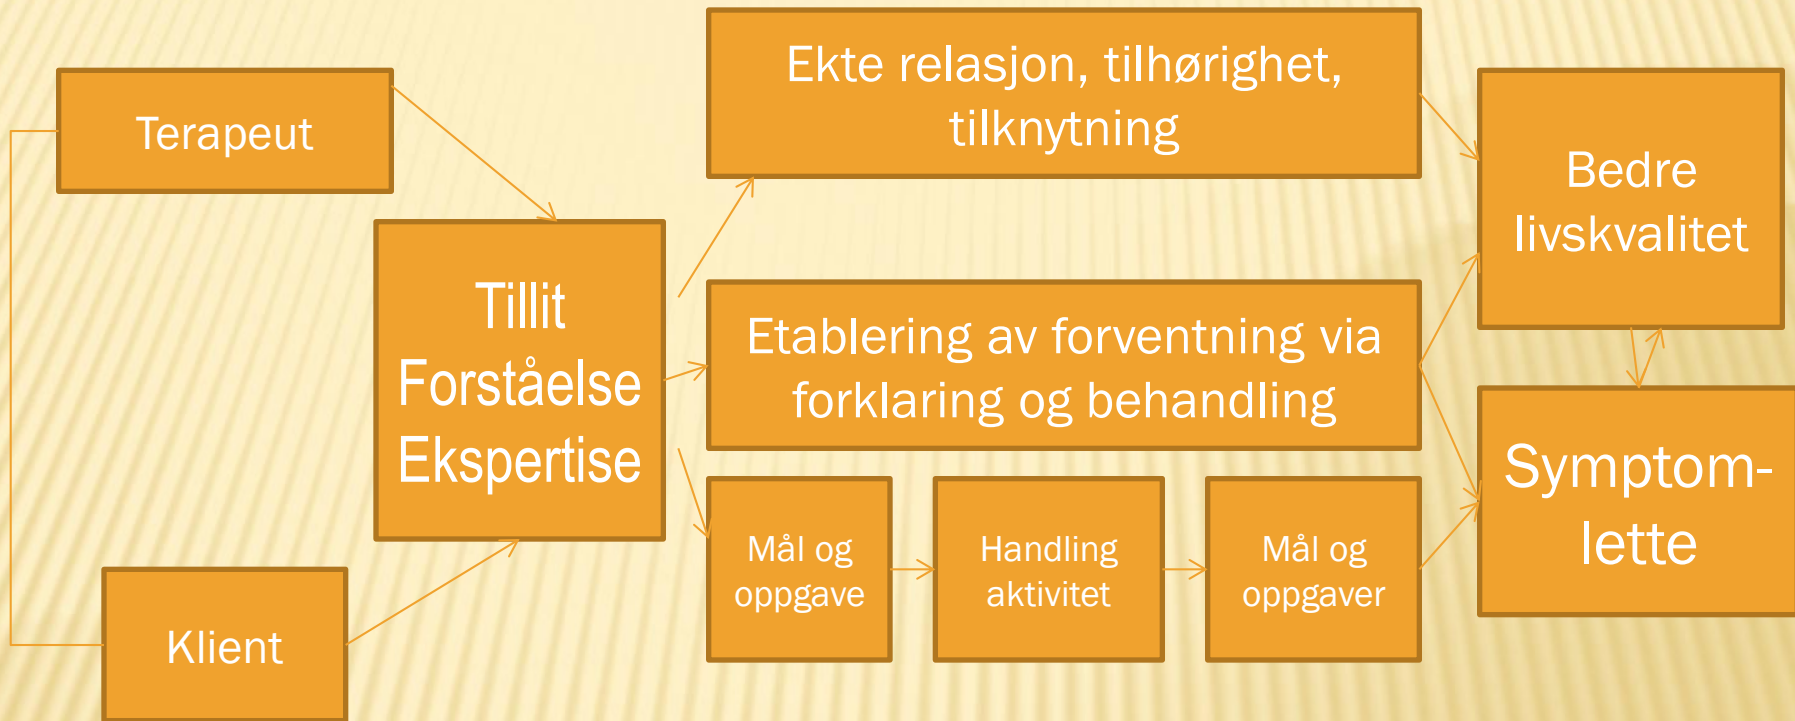 Terapeut
Klient
Tillit
Forståelse
Ekspertise
Ekte relasjon, tilhørighet,
tilknytning
Etablering av forventning via
forklaring og behandling
Mål og
oppgave
Handling
aktivitet
Mål og
oppgaver
Bedre
livskvalitet
Symptom-
lette